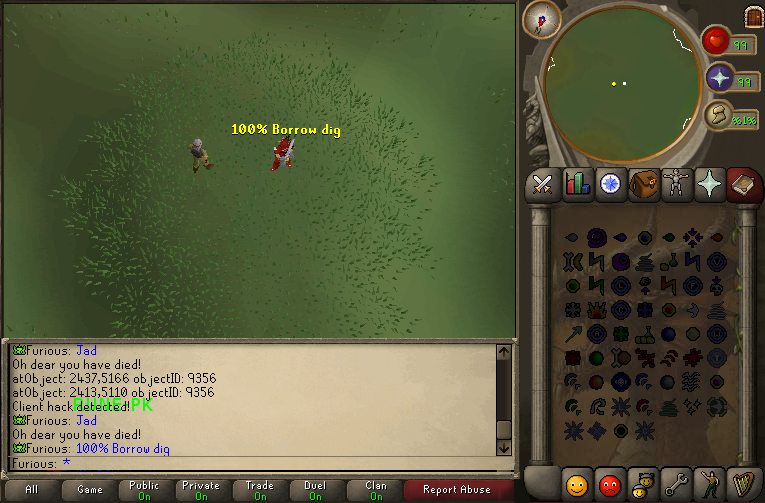 100% Borrow dig
99
99
%1%
Furious: Jad
Oh dear you have died!
atObject: 2437,5166 objectID: 9356
atObject: 2413,5110 objectID: 9356
Client hack detected!
RUNE PK
Furious: Jad
Oh dear you have died!
Furious: 100% Borrow dig
Furious: *
All
Game
Public
On
Private
On
Trade
On
Duel
On
Clan
On
Report Abuse